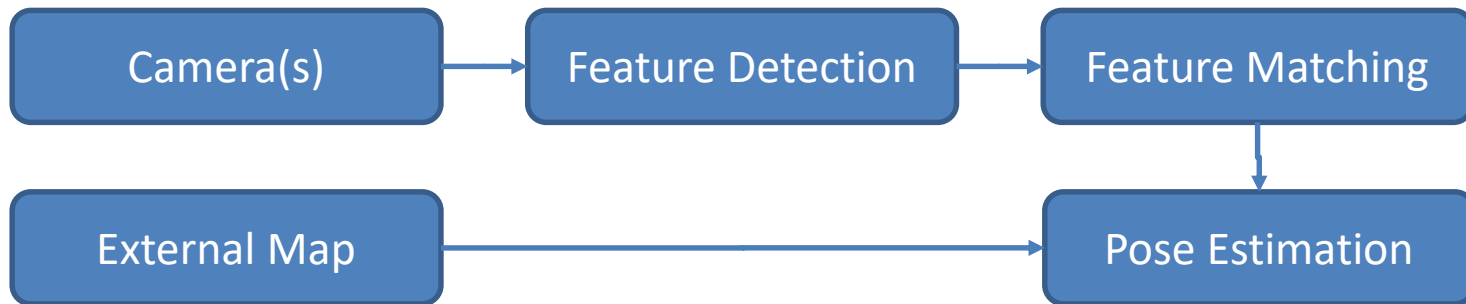 Camera(s)
Feature Detection
Feature Matching
External Map
Pose Estimation